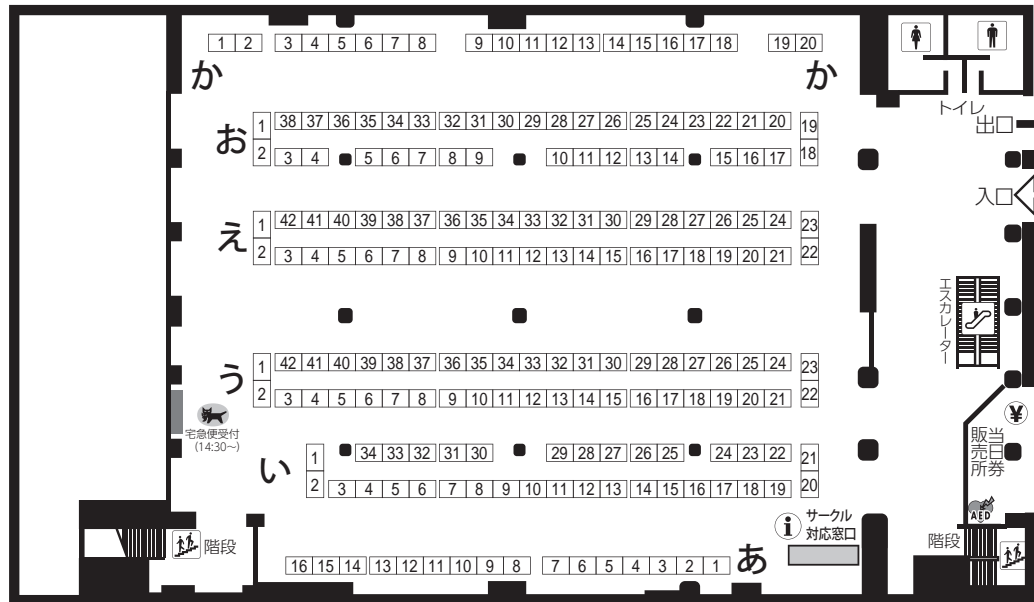 1 2 3 4 5 6 7 8 9 10 11 12 13 14 15 16 17 18 19 20
か か
トイレ
出口
お 1 38 37 36 35 34 33 32 31 30 29 28 27 26 25 24 23 22 21 20 19
2 3 4 5 6 7 8 9 10 11 12 13 14 15 16 17 18
入口
え 1 42 41 40 39 38 37 36 35 34 33 32 31 30 29 28 27 26 25 24 23
2 3 4 5 6 7 8 9 10 11 12 13 14 15 16 17 18 19 20 21 22
エスカレーター
う 1 42 41 40 39 38 37 36 35 34 33 32 31 30 29 28 27 26 25 24 23
2 3 4 5 6 7 8 9 10 11 12 13 14 15 16 17 18 19 20 21 22
宅急便受付
(14:30~)
¥
当日券
販売所
い 1 34 33 32 31 30 29 28 27 26 25 24 23 22 21
2 3 4 5 6 7 8 9 10 11 12 13 14 15 16 17 18 19 20
AED
i サークル
対応窓口
階段
階段
16 15 14 13 12 11 10 9 8 7 6 5 4 3 2 1 あ